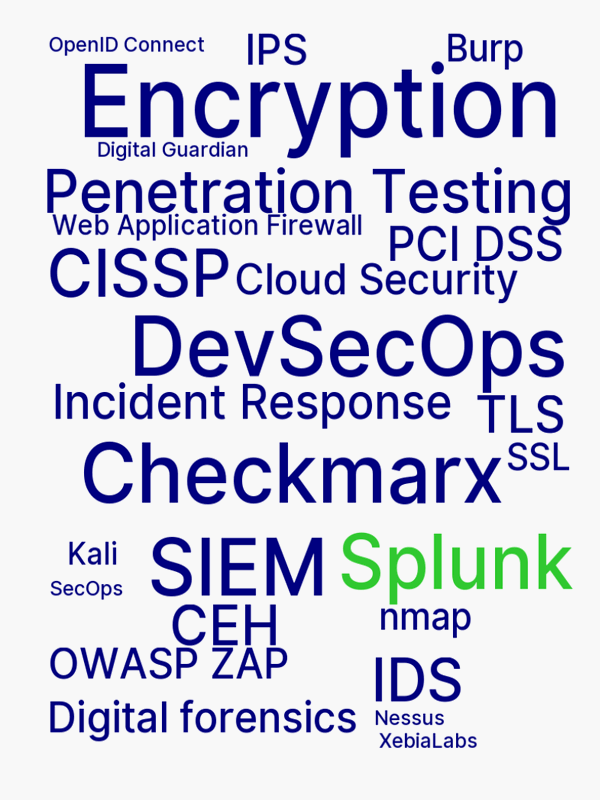 OpenID Connect
IPS
Burp
Encryption
Digital Guardian
Penetration Testing
Web Application Firewall
PCI DSS
CISSP
Cloud Security
DevSecOps
Incident Response
TLS
Checkmarx
SSL
Kali
SIEM
Splunk
SecOps
CEH
nmap
OWASP ZAP
IDS
Digital forensics
Nessus
XebiaLabs